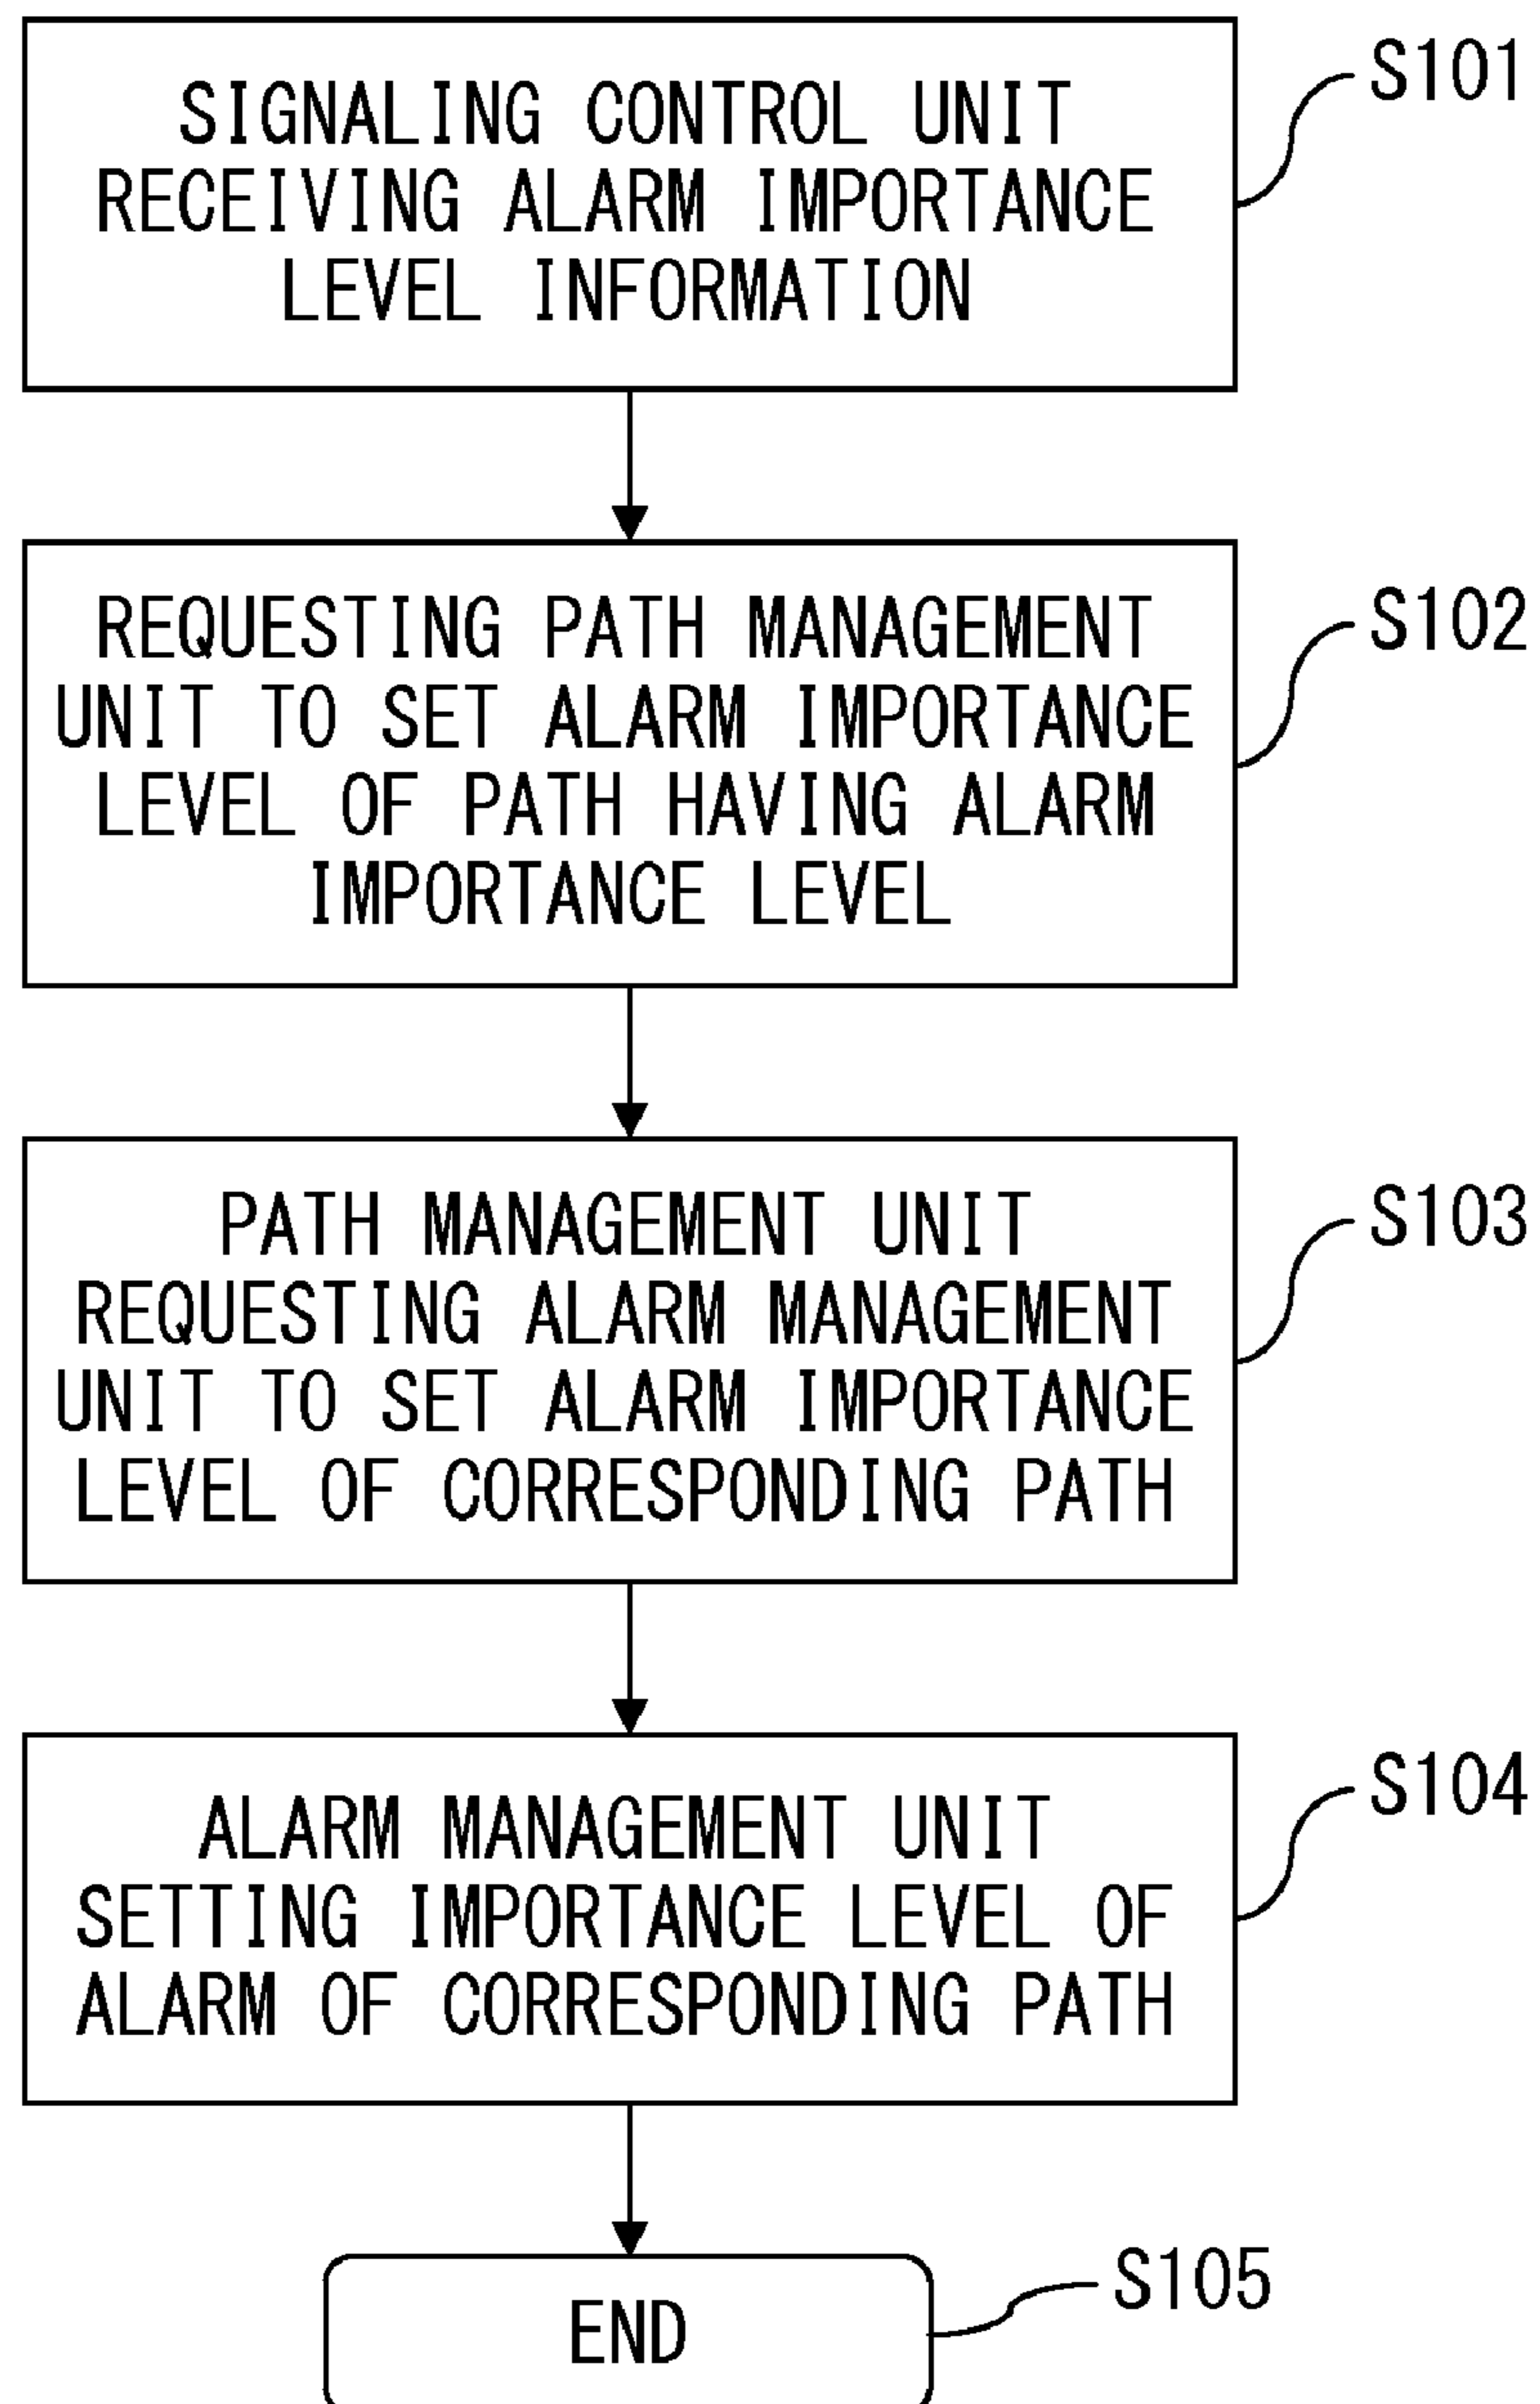 SIGNALING CONTROL UNIT
RECEIVING ALARM IMPORTANCE
LEVEL INFORMATION
S101
REQUESTING PATH MANAGEMENT
UNIT TO SET ALARM IMPORTANCE
LEVEL OF PATH HAVING ALARM
IMPORTANCE LEVEL
S102
PATH MANAGEMENT UNIT
REQUESTING ALARM MANAGEMENT
UNIT TO SET ALARM IMPORTANCE
LEVEL OF CORRESPONDING PATH
S103
ALARM MANAGEMENT UNIT
SETTING IMPORTANCE LEVEL OF
ALARM OF CORRESPONDING PATH
S104
END
S105